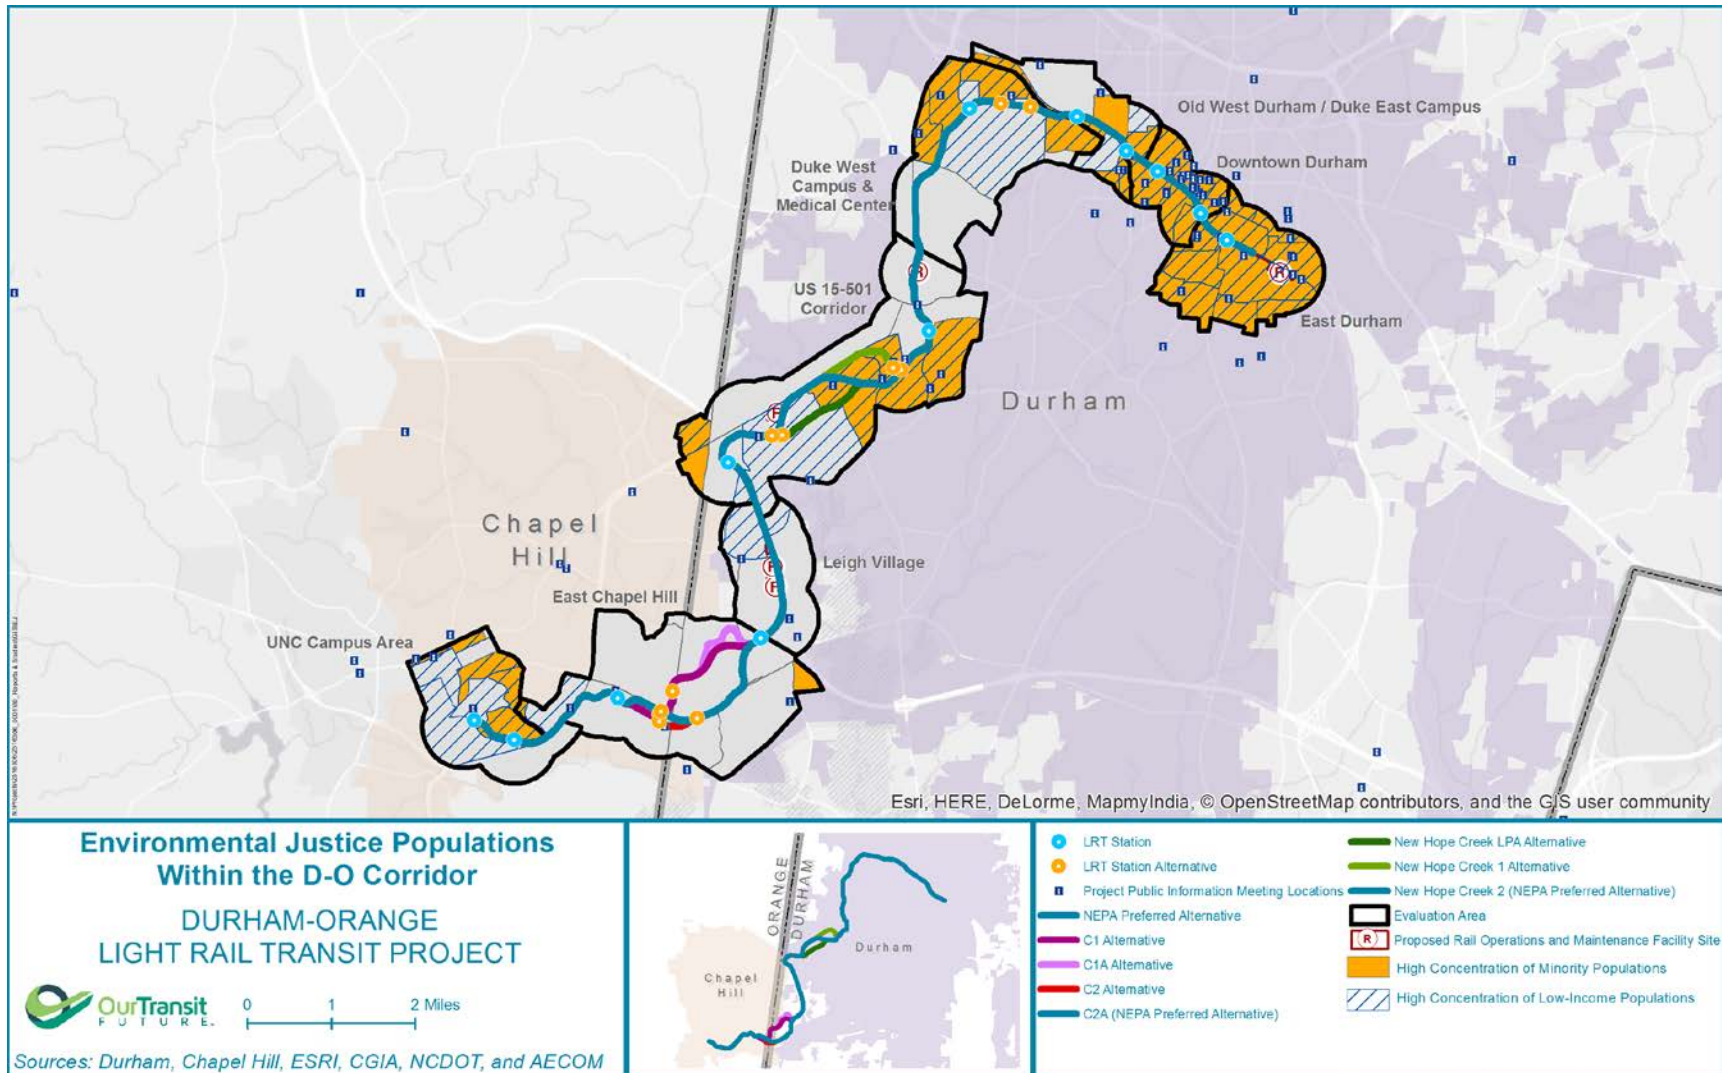 Old West Durham / Duke East Campus
Downtown Durham
Duke West
Campus &
Medical Center
US 15-501
Corridor
East Durham
Durham
Chapel
Hill
Leigh Village
East Chapel Hill
UNC Campus Area
R
R
R
R
R
Esri, HERE, DeLorme, MapmyIndia, © OpenStreetMap contributors, and the GIS user community
Environmental Justice Populations
Within the D-O Corridor
DURHAM-ORANGE
LIGHT RAIL TRANSIT PROJECT
OurTransit
FUTURE.
0 1 2 Miles
Sources: Durham, Chapel Hill, ESRI, CGIA, NCDOT, and AECOM
ORANGE
DURHAM
Durham
Chapel
Hill
LRT Station
LRT Station Alternative
Project Public Information Meeting Locations
NEPA Preferred Alternative
C1 Alternative
C1A Alternative
C2 Alternative
C2A (NEPA Preferred Alternative)
New Hope Creek LPA Alternative
New Hope Creek 1 Alternative
New Hope Creek 2 (NEPA Preferred Alternative)
Evaluation Area
R Proposed Rail Operations and Maintenance Facility Site
High Concentration of Minority Populations
High Concentration of Low-Income Populations